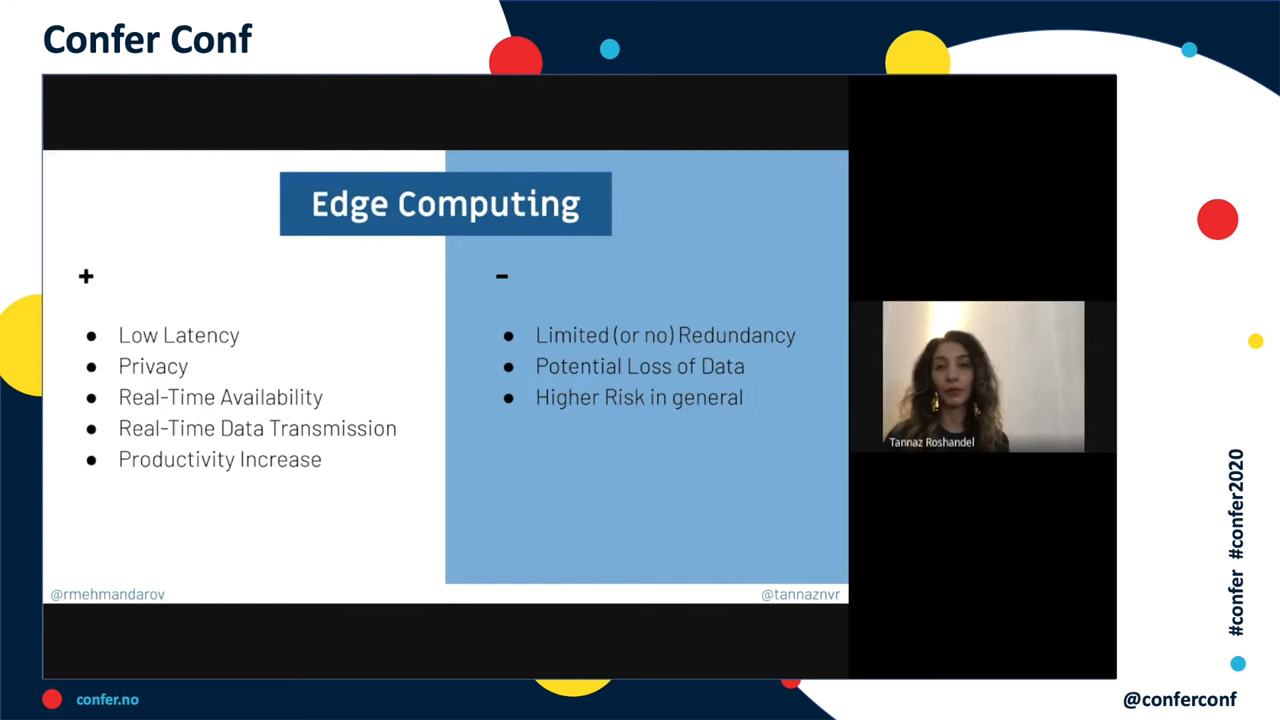 Confer Conf
Edge Computing
+
● Low Latency
● Privacy
● Real-Time Availability
● Real-Time Data Transmission
● Productivity Increase
-
● Limited (or no) Redundancy
● Potential Loss of Data
● Higher Risk in general
@rmehmandarov
@tannaznvr
Tannaz Roshandel
#confer #confer2020
confer.no
@conferconf